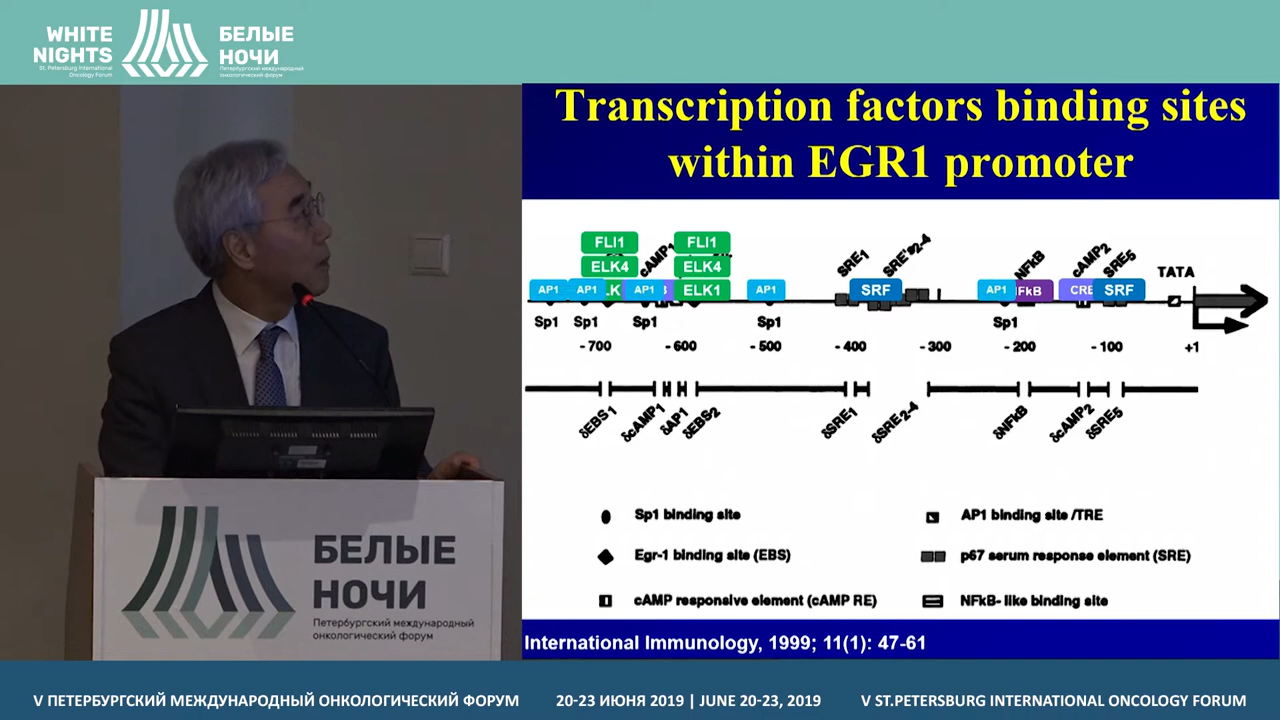 WHITE
NIGHTS
St. Petersburg International
Oncology Forum
БЕЛЫЕ
НОЧИ
Петербургский международный
онкологический форум
Transcription factors binding sites
within EGR1 promoter
FLI1
FLI1
ELK4
cAMP1
ELK4
SRE-1
SRE's2-4
NFkB
cAMP2
SRE5
TATA
AP1
AP1
AP1
ELK1
AP1
SRF
AP1
SRF
Sp1
Sp1
Sp1
Sp1
Sp1
-700
-600
-500
-400
-300
-200
-100
+1
δEBS1
δcAMP1
δAP1
δEBS2
δSRE1
δSRE2-4
δNFkB
δcAMP2
δSRE5
Sp1 binding site
AP1 binding site /TRE
Egr-1 binding site (EBS)
p67 serum response element (SRE)
cAMP responsive element (cAMP RE)
NFkB- like binding site
International Immunology, 1999; 11(1): 47-61
БЕЛЫЕ
НОЧИ
Петербургский международный
онкологический форум
V ПЕТЕРБУРГСКИЙ МЕЖДУНАРОДНЫЙ ОНКОЛОГИЧЕСКИЙ ФОРУМ 20-23 ИЮНЯ 2019 | JUNE 20-23, 2019 V ST.PETERSBURG INTERNATIONAL ONCOLOGY FORUM